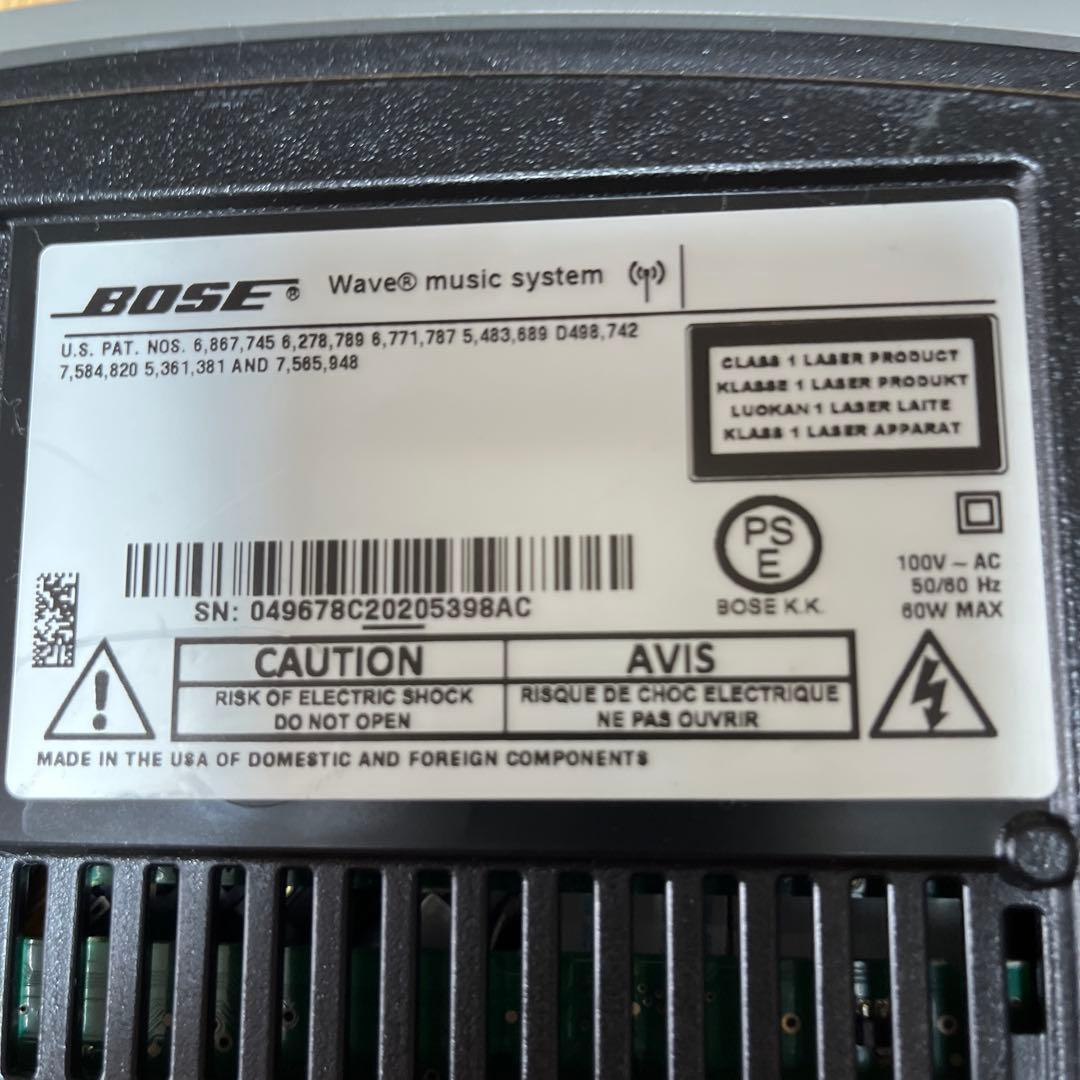 BOSE® Wave® music system
U.S. PAT. NOS. 6,867,745 6,278,789 6,771,787 5,483,689 D498,742
7,584,820 5,361,381 AND 7,565,948
CLASS 1 LASER PRODUCT
KLASSE 1 LASER PRODUKT
LUOKAN 1 LASER LAITE
KLASS 1 LASER APPARAT
PS
E
BOSE K.K.
100V ~ AC
50/60 Hz
60W MAX
SN: 049678C20205398AC
CAUTION
RISK OF ELECTRIC SHOCK
DO NOT OPEN
AVIS
RISQUE DE CHOC ELECTRIQUE
NE PAS OUVRIR
MADE IN THE USA OF DOMESTIC AND FOREIGN COMPONENTS